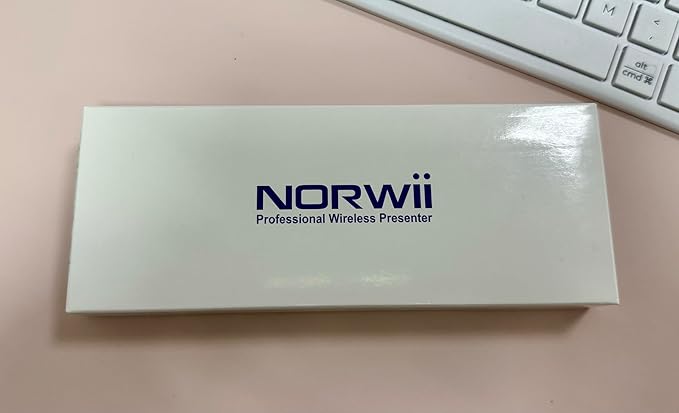 M
<
,
alt
cmd ⌘
NORWii
Professional Wireless Presenter